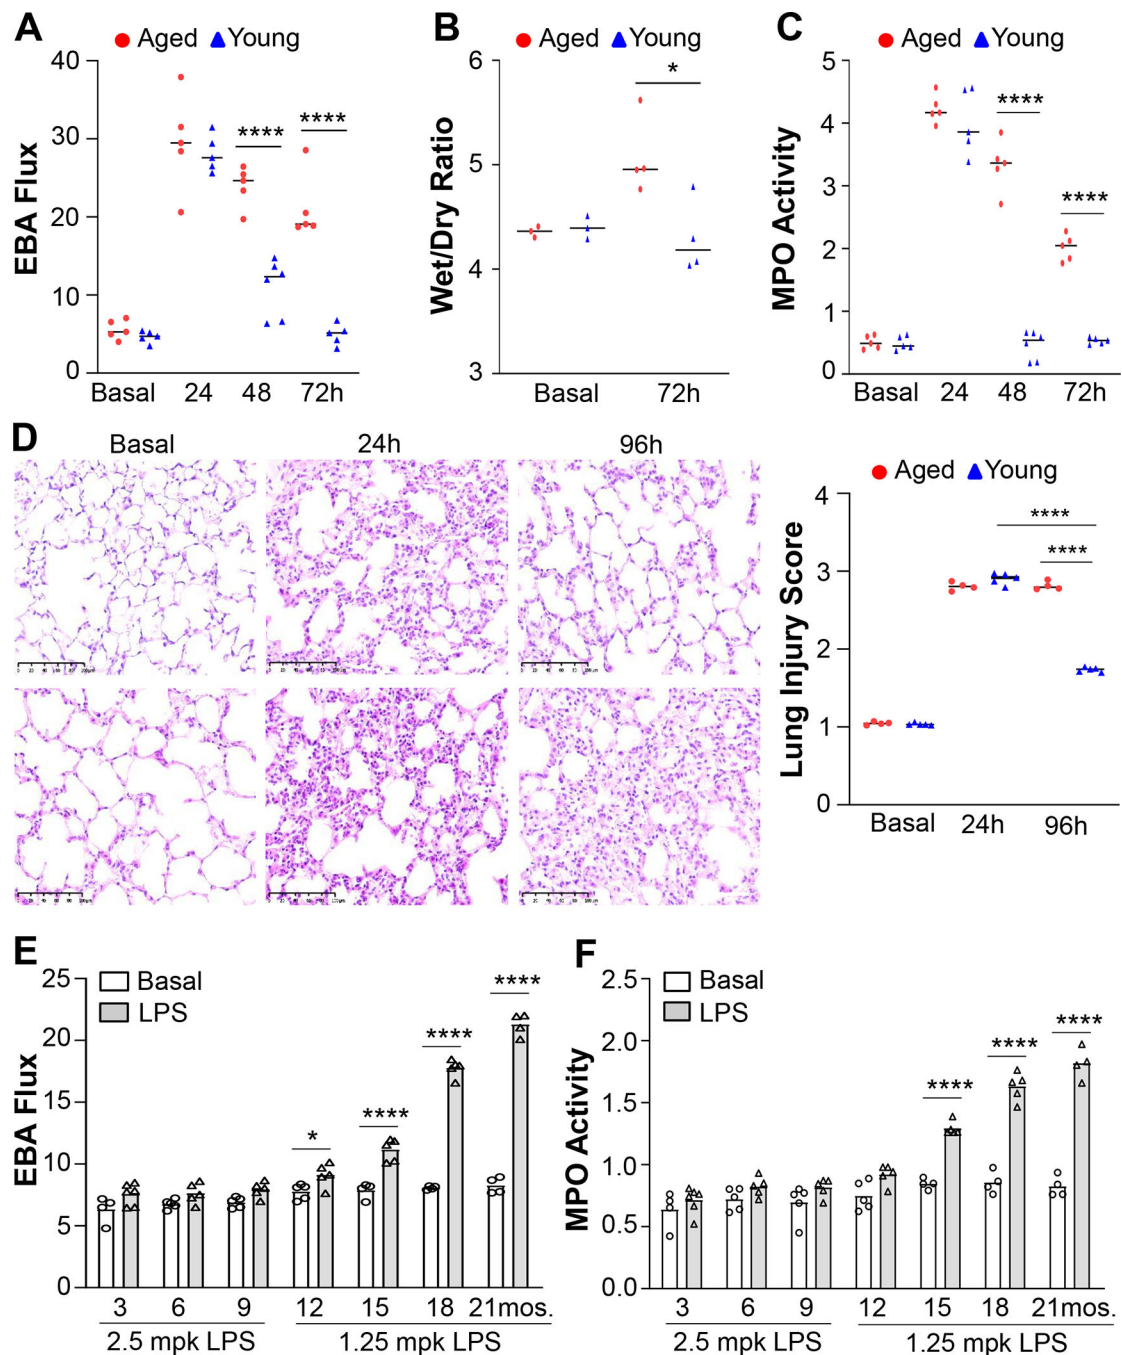 A
Aged Young
EBA Flux
40
30
20
10
0
**** ****
Basal 24 48 72h
B
Aged Young
Wet/Dry Ratio
6
5
4
3
*
Basal 72h
C
Aged Young
MPO Activity
5
4
3
2
1
0
****
****
Basal 24 48 72h
D
Basal 24h 96h
Aged Young
Lung Injury Score
4
3
2
1
0
****
****
Basal 24h 96h
E
Basal
LPS
EBA Flux
25
20
15
10
5
0
*
****
****
****
3 6 9 12 15 18 21mos.
2.5 mpk LPS 1.25 mpk LPS
F
Basal
LPS
MPO Activity
2.5
2.0
1.5
1.0
0.5
0.0
****
****
****
3 6 9 12 15 18 21mos.
2.5 mpk LPS 1.25 mpk LPS